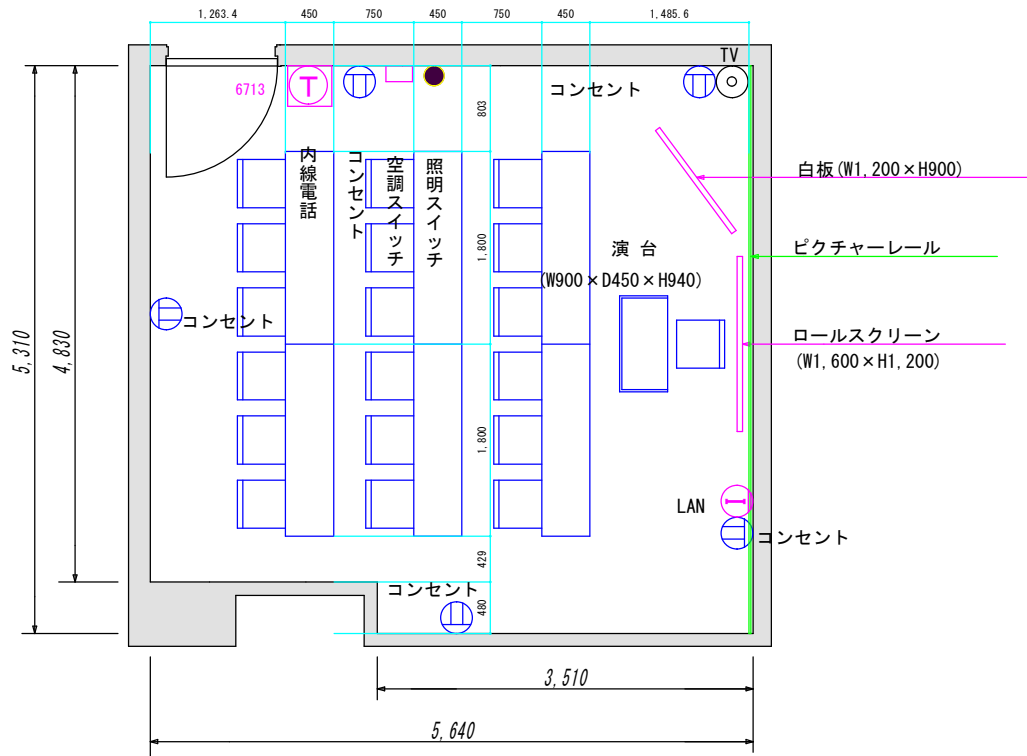 1,263.4
450
750
450
750
450
1,485.6
TV
6713
コンセント
803
内線電話
コンセント
空調スイッチ
照明スイッチ
白板(W1,200×H900)
1,800
演 台
(W900×D450×H940)
ピクチャーレール
コンセント
ロールスクリーン
(W1,600×H1,200)
5,310
4,830
1,800
LAN
コンセント
429
コンセント
480
3,510
5,640